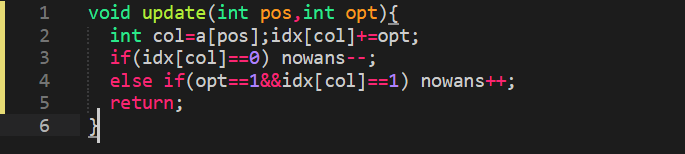 1 void update(int pos,int opt){
2 int col=a[pos];idx[col]+=opt;
3 if(idx[col]==0) nowans--;
4 else if(opt==1&&idx[col]==1) nowans++;
5 return;
6 }